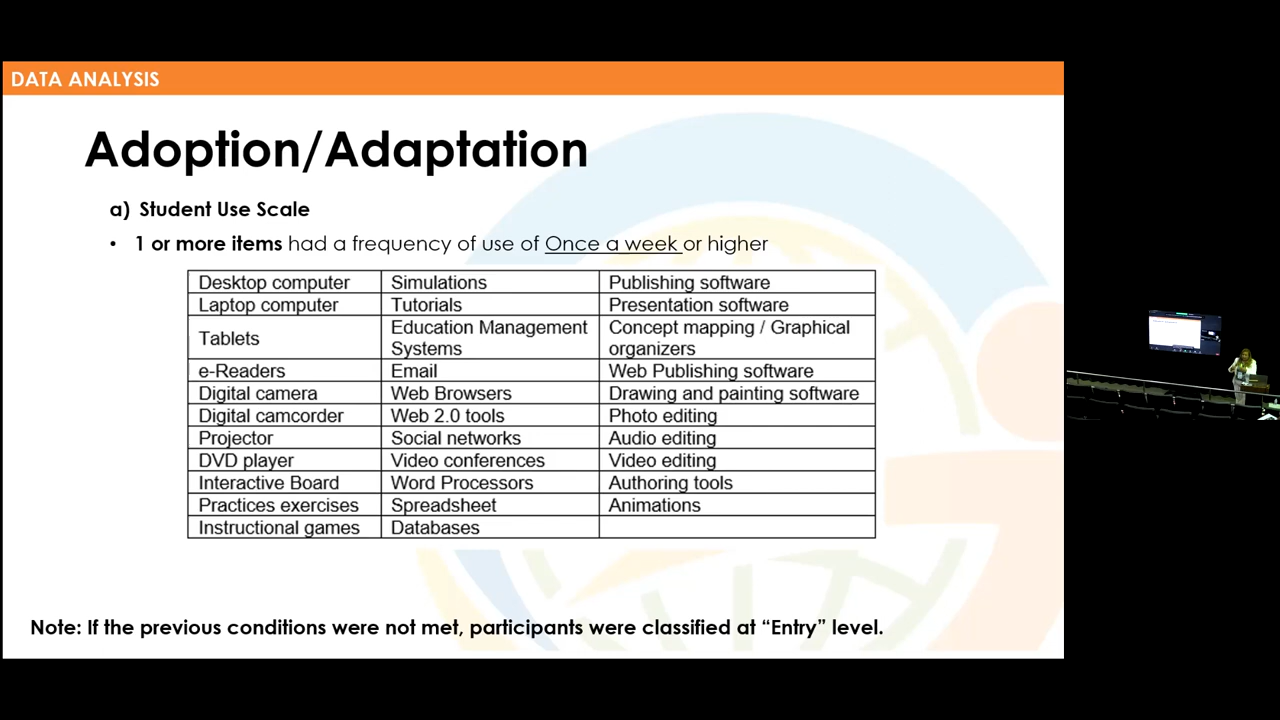 DATA ANALYSIS
Adoption/Adaptation
a) Student Use Scale
• 1 or more items had a frequency of use of Once a week or higher
Desktop computer Simulations Publishing software
Laptop computer Tutorials Presentation software
Tablets Education Management Systems Concept mapping / Graphical organizers
e-Readers Email Web Publishing software
Digital camera Web Browsers Drawing and painting software
Digital camcorder Web 2.0 tools Photo editing
Projector Social networks Audio editing
DVD player Video conferences Video editing
Interactive Board Word Processors Authoring tools
Practices exercises Spreadsheet Animations
Instructional games Databases
Note: If the previous conditions were not met, participants were classified at “Entry” level.